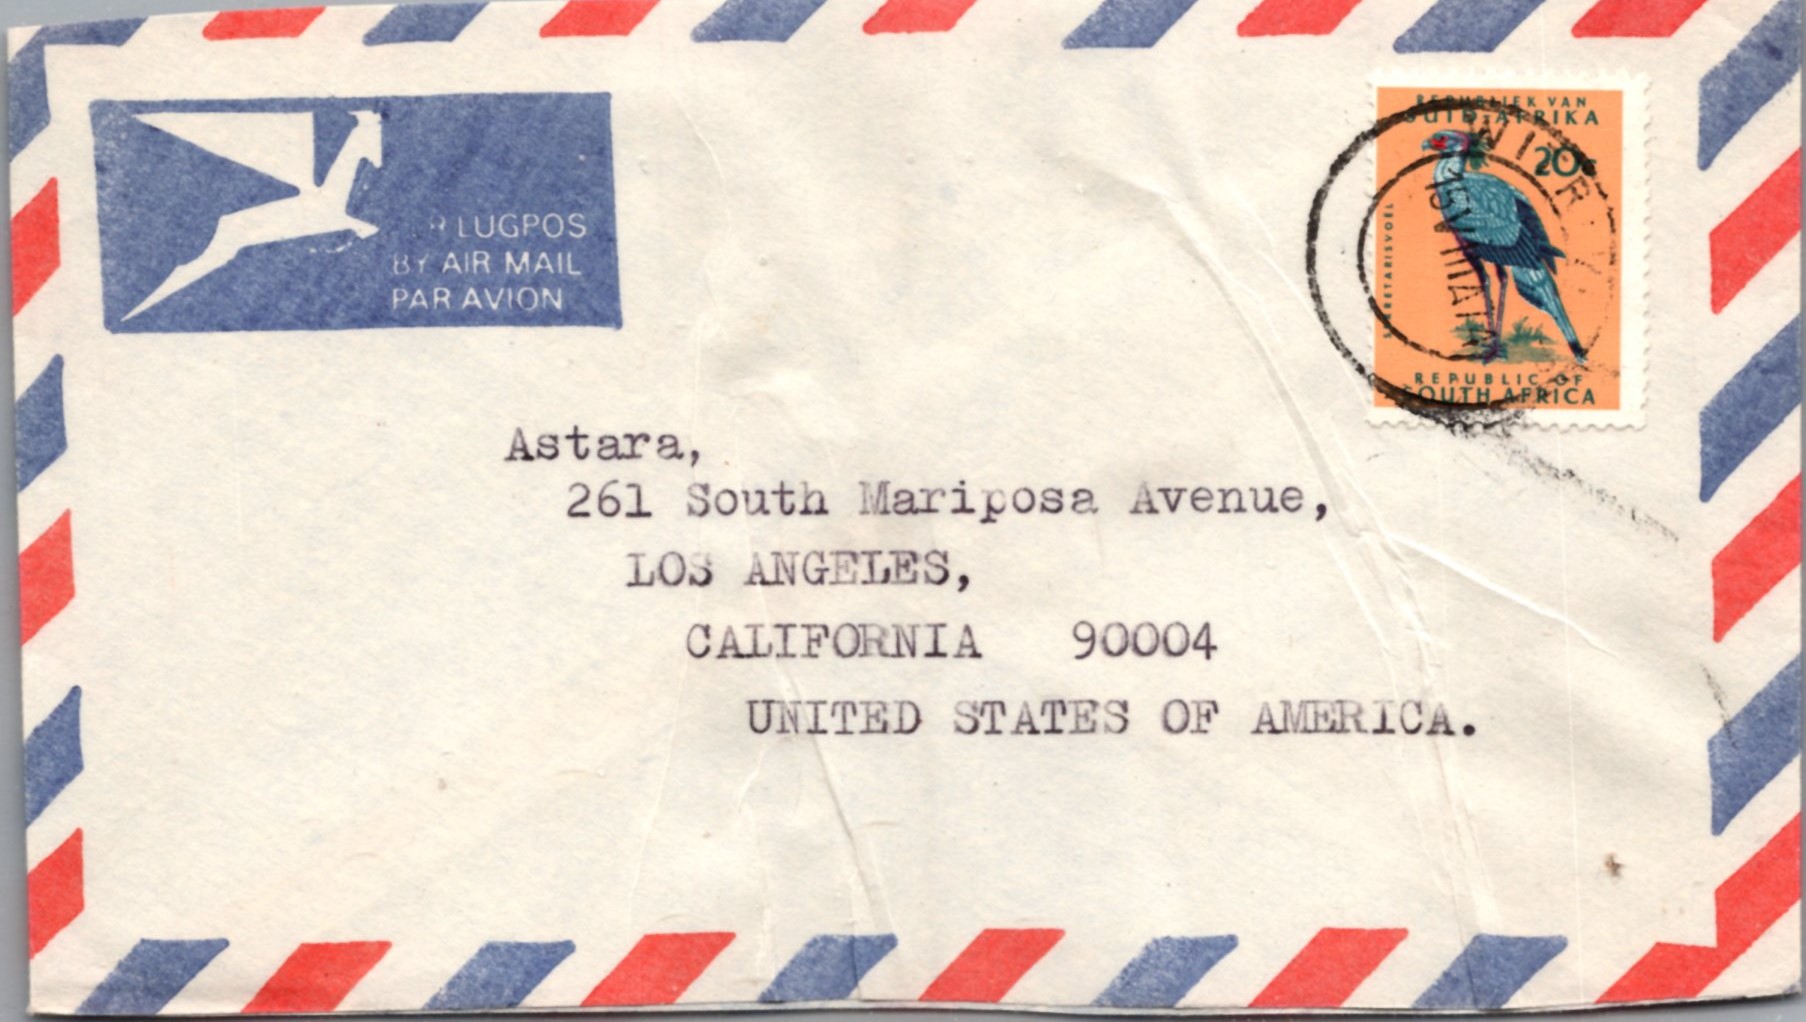 LUGPOS
BY AIR MAIL
PAR AVION
REPUBLIEK VAN
SUID-AFRIKA
20c
SEKRETARISVOËL
REPUBLIC OF
SOUTH AFRICA
Astara,
261 South Mariposa Avenue,
LOS ANGELES,
CALIFORNIA 90004
UNITED STATES OF AMERICA.